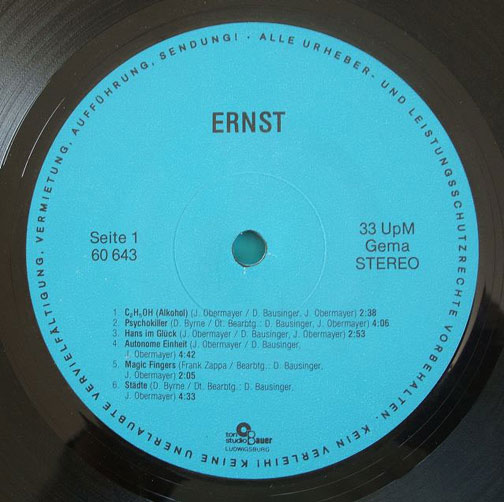 ALLE URHEBER- UND LEISTUNGSSCHUTZRECHTE VORBEHALTEN. KEIN VERLEIH! KEINE UNERLAUBTE VERVIELFÄLTIGUNG, VERMIETUNG, AUFFÜHRUNG, SENDUNG! ·
ERNST
Seite 1
60 643
33 UpM
Gema
STEREO
1. C₂H₅OH (Alkohol) (J. Obermayer / D. Bausinger, J. Obermayer) 2:38
2. Psychokiller (D. Byrne / Dt. Bearbtg.: D. Bausinger, J. Obermayer) 4:06
3. Hans im Glück (J. Obermayer / D. Bausinger, J. Obermayer) 2:53
4. Autonome Einheit (J. Obermayer / D. Bausinger,
J. Obermayer) 4:42
5. Magic Fingers (Frank Zappa / Bearbtg.: D. Bausinger,
J. Obermayer) 2:05
6. Städte (D. Byrne / Dt. Bearbtg.: D. Bausinger,
J. Obermayer) 4:33
ton
studio Bauer
LUDWIGSBURG